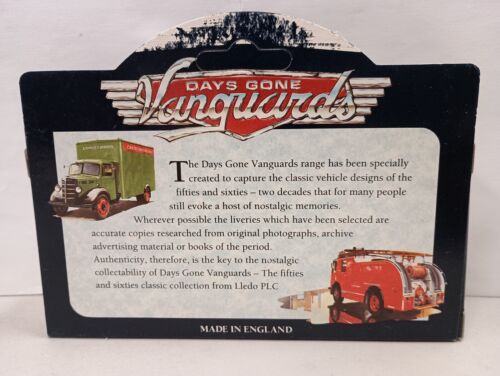 DAYS GONE
Vanguards
The Days Gone Vanguards range has been specially
created to capture the classic vehicle designs of the
fifties and sixties – two decades that for many people
still evoke a host of nostalgic memories.
Wherever possible the liveries which have been selected are
accurate copies researched from original photographs, archive
advertising material or books of the period.
Authenticity, therefore, is the key to the nostalgic
collectability of Days Gone Vanguards – The fifties
and sixties classic collection from Lledo PLC
MADE IN ENGLAND